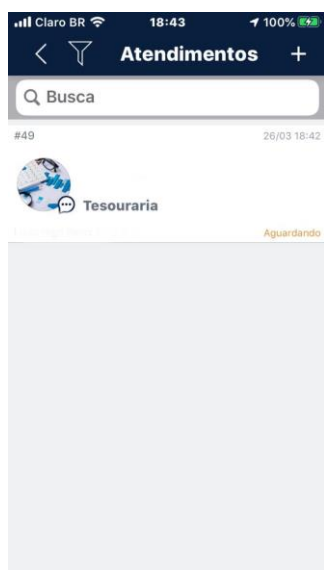 Claro BR 18:43 100%
Atendimentos +
Busca
#49 26/03 18:42
Tesouraria
Aguardando